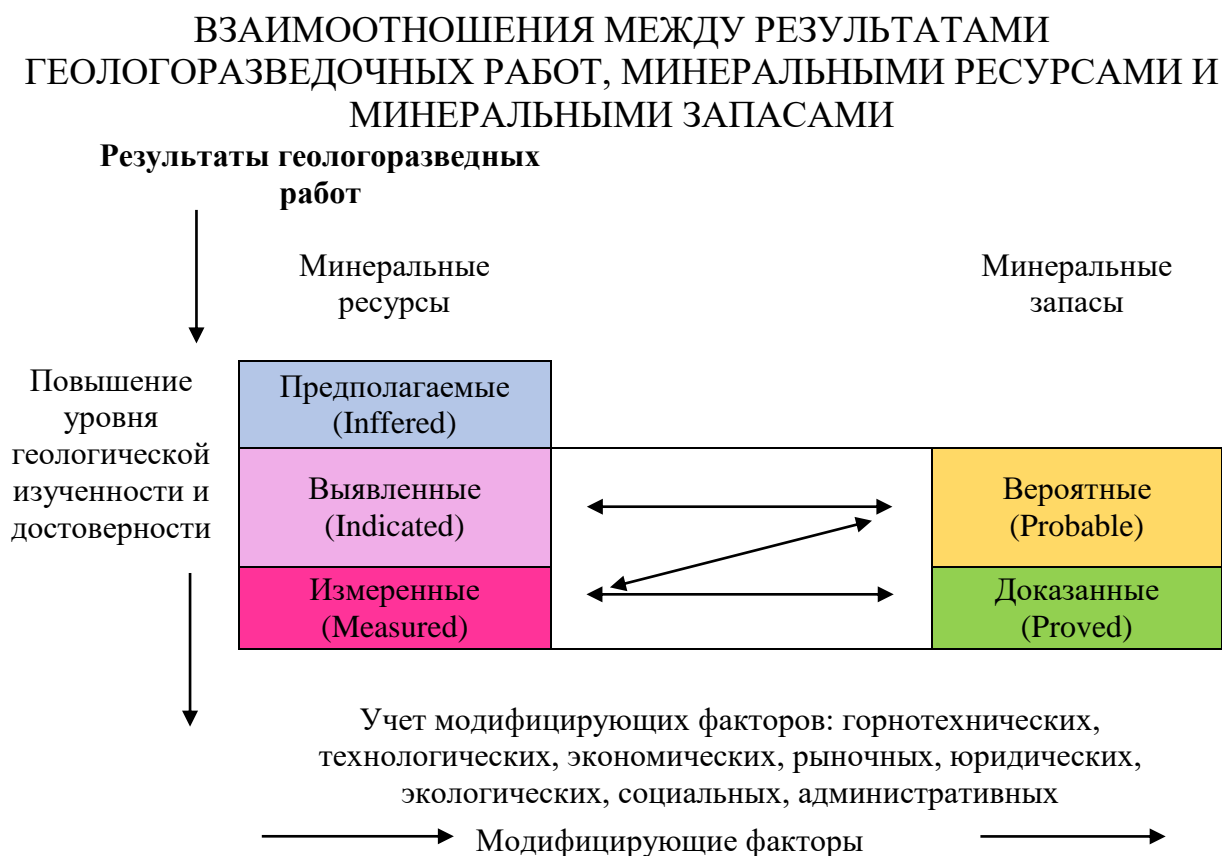 ВЗАИМООТНОШЕНИЯ МЕЖДУ РЕЗУЛЬТАТАМИ
ГЕОЛОГОРАЗВЕДОЧНЫХ РАБОТ, МИНЕРАЛЬНЫМИ РЕСУРСАМИ И
МИНЕРАЛЬНЫМИ ЗАПАСАМИ
Результаты геологоразведных
работ
Минеральные
ресурсы
Минеральные
запасы
Повышение
уровня
геологической
изученности и
достоверности
Предполагаемые
(Inffered)
Выявленные
(Indicated)
Вероятные
(Probable)
Измеренные
(Measured)
Доказанные
(Proved)
Учет модифицирующих факторов: горнотехнических,
технологических, экономических, рыночных, юридических,
экологических, социальных, административных
Модифицирующие факторы